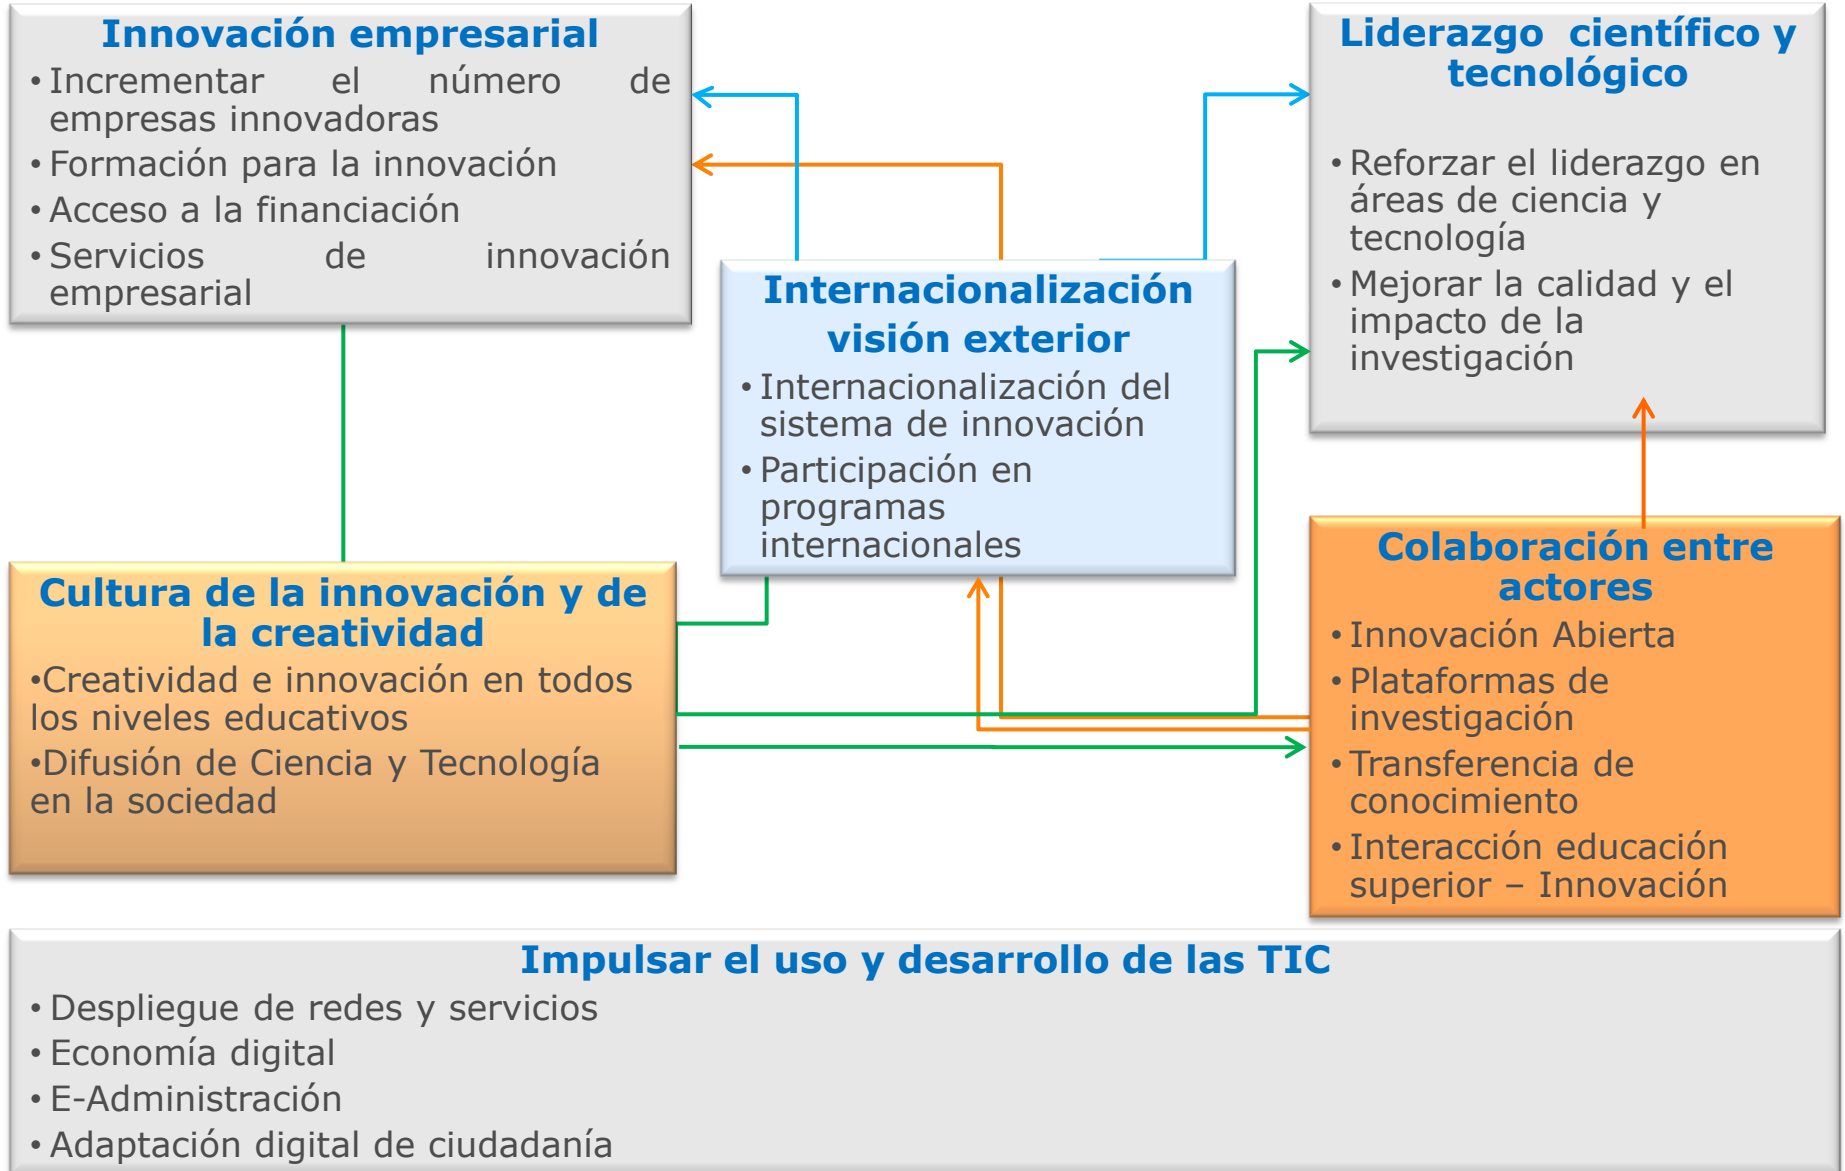 Innovación empresarial
• Incrementar el número de
empresas innovadoras
• Formación para la innovación
• Acceso a la financiación
• Servicios de innovación
empresarial
Liderazgo científico y
tecnológico
• Reforzar el liderazgo en
áreas de ciencia y
tecnología
• Mejorar la calidad y el
impacto de la
investigación
Internacionalización
visión exterior
• Internacionalización del
sistema de innovación
• Participación en
programas
internacionales
Cultura de la innovación y de
la creatividad
•Creatividad e innovación en todos
los niveles educativos
•Difusión de Ciencia y Tecnología
en la sociedad
Colaboración entre
actores
• Innovación Abierta
• Plataformas de
investigación
• Transferencia de
conocimiento
• Interacción educación
superior – Innovación
Impulsar el uso y desarrollo de las TIC
• Despliegue de redes y servicios
• Economía digital
• E-Administración
• Adaptación digital de ciudadanía